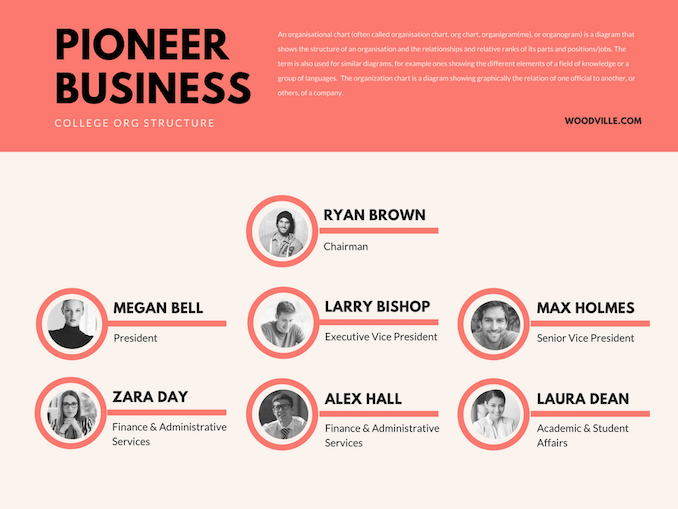 PIONEER
BUSINESS
COLLEGE ORG STRUCTURE
An organisational chart (often called organisation chart, org chart, organigram(me), or organogram) is a diagram that
shows the structure of an organisation and the relationships and relative ranks of its parts and positions/jobs. The
term is also used for similar diagrams, for example ones showing the different elements of a field of knowledge or a
group of languages. The organization chart is a diagram showing graphically the relation of one official to another, or
others, of a company.
WOODVILLE.COM
RYAN BROWN
Chairman
MEGAN BELL
President
LARRY BISHOP
Executive Vice President
MAX HOLMES
Senior Vice President
ZARA DAY
Finance & Administrative
Services
ALEX HALL
Finance & Administrative
Services
LAURA DEAN
Academic & Student
Affairs